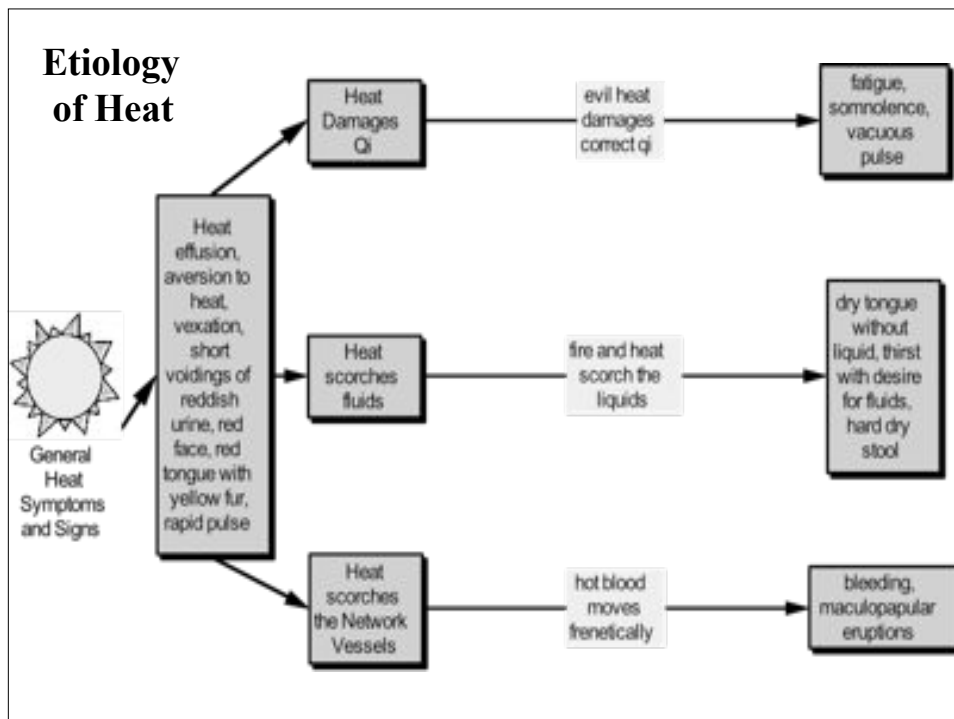 Etiology
of Heat
General
Heat
Symptoms
and Signs
Heat
effusion,
aversion to
heat,
vexation,
short
voidings of
reddish
urine, red
face, red
tongue with
yellow fur,
rapid pulse
Heat
Damages
Qi
evil heat
damages
correct qi
fatigue,
somnolence,
vacuous
pulse
Heat
scorches
fluids
fire and heat
scorch the
liquids
dry tongue
without
liquid, thirst
with desire
for fluids,
hard dry
stool
Heat
scorches
the Network
Vessels
hot blood
moves
frenetically
bleeding,
maculopapular
eruptions